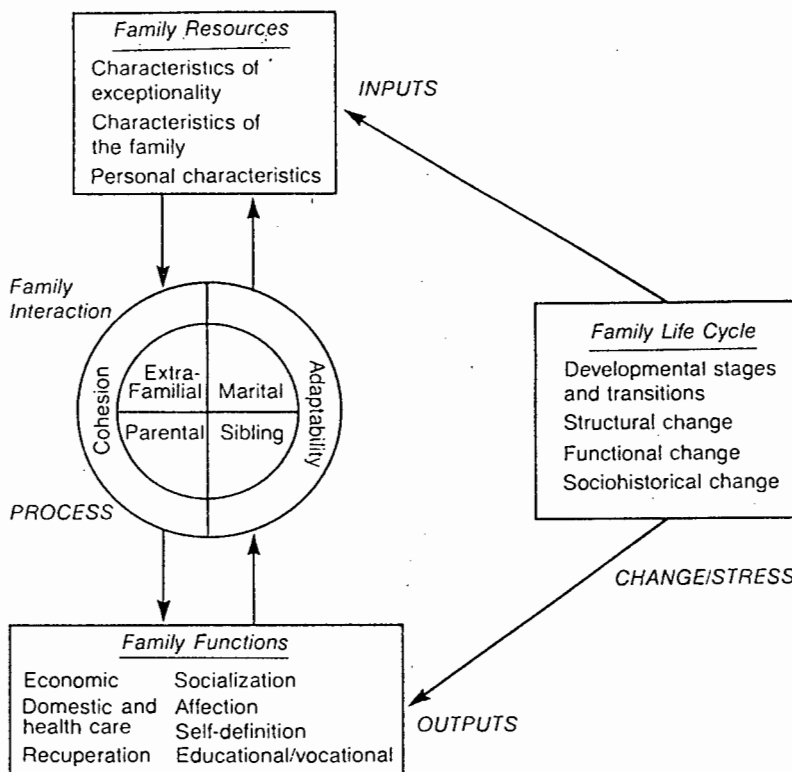 Family Resources
Characteristics of
exceptionality
Characteristics of
the family
Personal characteristics
INPUTS
Family
Interaction
Cohesion
Extra-
Familial
Marital
Parental
Sibling
Adaptability
PROCESS
Family Life Cycle
Developmental stages
and transitions
Structural change
Functional change
Sociohistorical change
CHANGE/STRESS
Family Functions
Economic
Domestic and
health care
Recuperation
Socialization
Affection
Self-definition
Educational/vocational
OUTPUTS